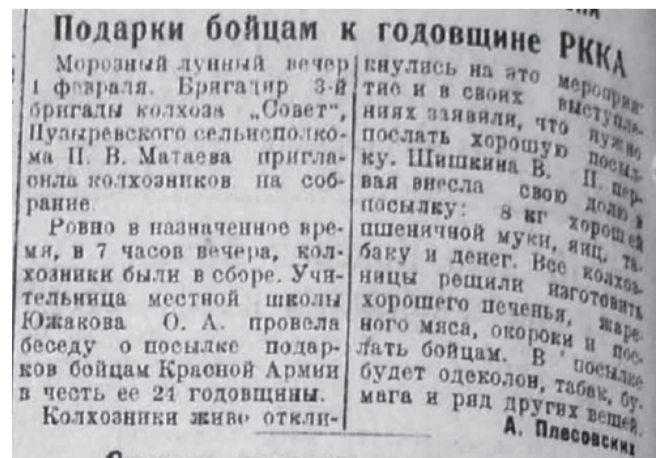 Подарки бойцам к годовщине РККА
Морозный лунный вечер
1 февраля. Бригадир 3-й
бригады колхоза „Совет",
Пузыревского сельисполко-
ма П. В. Матаева пригла-
сила колхозников на соб-
рание.
Ровно в назначенное вре-
мя, в 7 часов вечера, кол-
хозники были в сборе. Учи-
тельница местной школы
Южакова О. А. провела
беседу о посылке подар-
ков бойцам Красной Армии
в честь ее 24 годовщины.
Колхозники живо откли-
кнулись на это мероприя-
тие и в своих выступле-
ниях заявили, что нужно
послать хорошую посыл-
ку. Шишкина В. П. пер-
вая внесла свою долю в
посылку: 8 кг хорошей
пшеничной муки, яиц, та-
баку и денег. Все колхоз-
ницы решили изготовить
хорошего печенья, жаре-
ного мяса, окороки и пос-
лать бойцам. В посылке
будет одеколон, табак, бу-
мага и ряд других вещей.
А. Плесовских